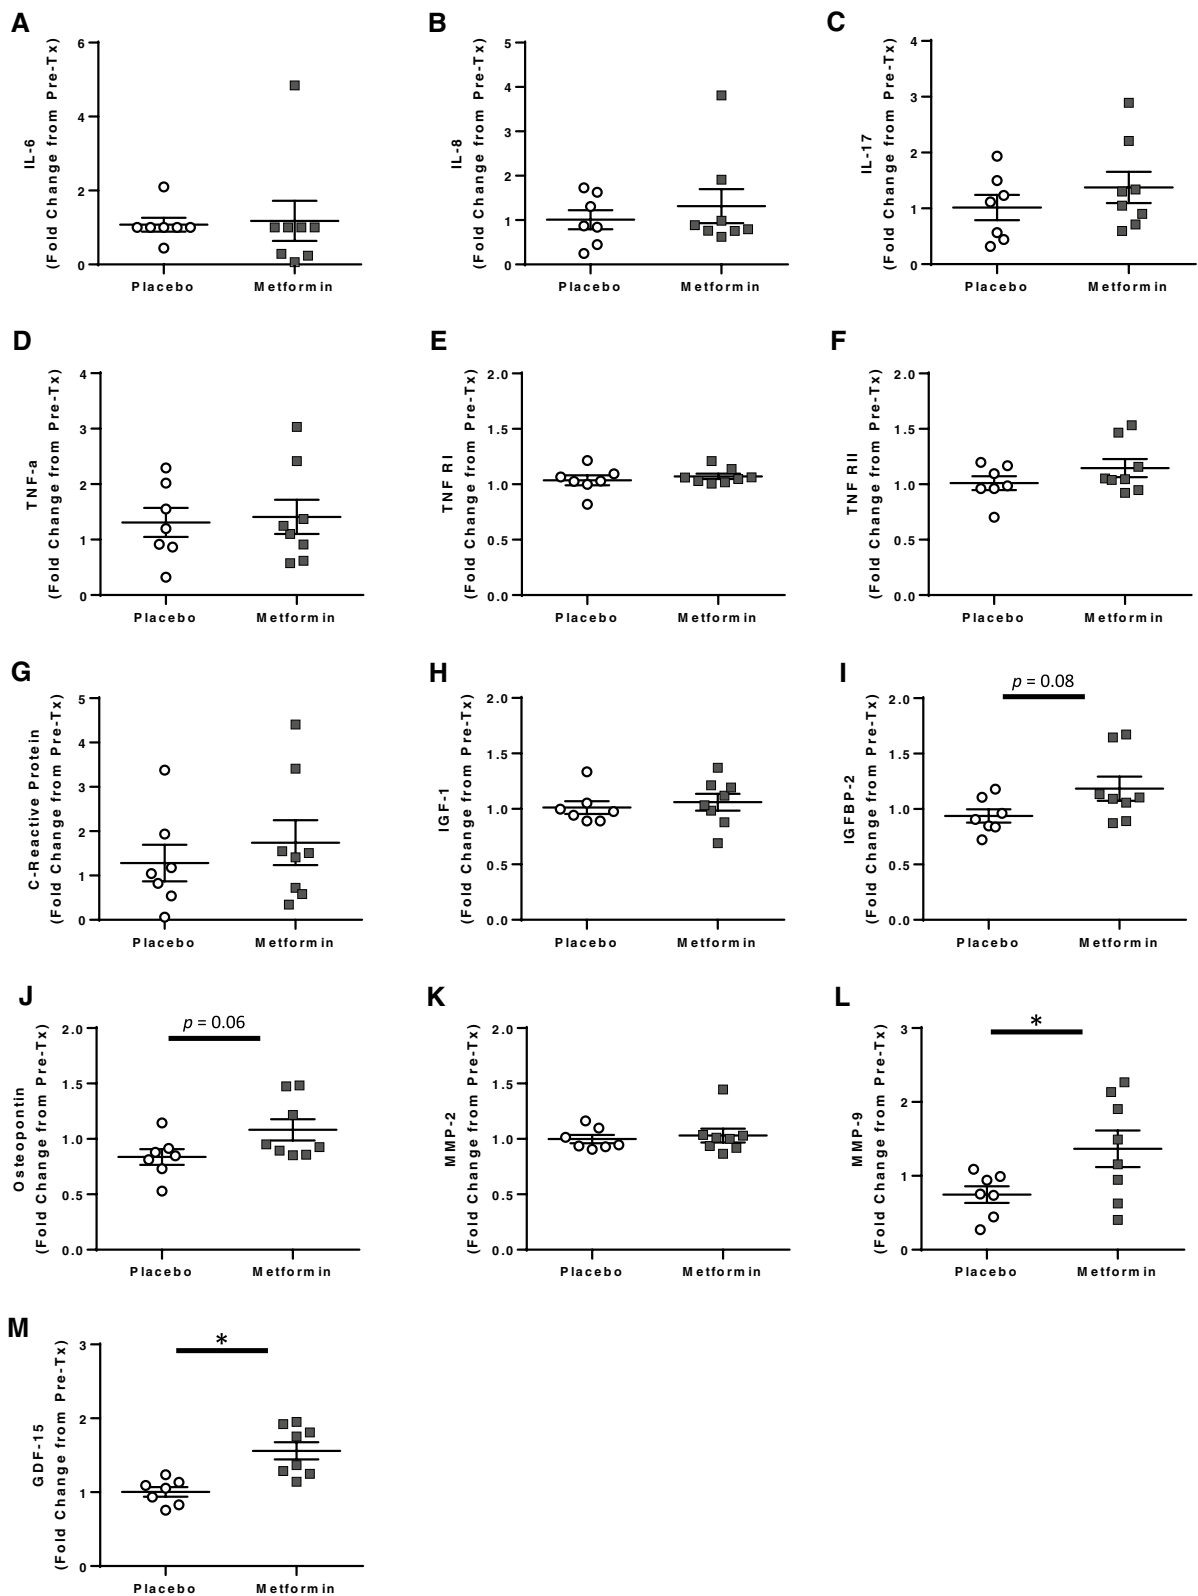 A
IL-6
(Fold Change from Pre-Tx)
6
4
2
0
Placebo
Metformin
B
IL-8
(Fold Change from Pre-Tx)
5
4
3
2
1
0
Placebo
Metformin
C
IL-17
(Fold Change from Pre-Tx)
4
3
2
1
0
Placebo
Metformin
D
TNF-a
(Fold Change from Pre-Tx)
4
3
2
1
0
Placebo
Metformin
E
TNF RI
(Fold Change from Pre-Tx)
2.0
1.5
1.0
0.5
0.0
Placebo
Metformin
F
TNF RII
(Fold Change from Pre-Tx)
2.0
1.5
1.0
0.5
0.0
Placebo
Metformin
G
C-Reactive Protein
(Fold Change from Pre-Tx)
5
4
3
2
1
0
Placebo
Metformin
H
IGF-1
(Fold Change from Pre-Tx)
2.0
1.5
1.0
0.5
0.0
Placebo
Metformin
I
p = 0.08
IGFBP-2
(Fold Change from Pre-Tx)
2.0
1.5
1.0
0.5
0.0
Placebo
Metformin
J
p = 0.06
Osteopontin
(Fold Change from Pre-Tx)
2.0
1.5
1.0
0.5
0.0
Placebo
Metformin
K
MMP-2
(Fold Change from Pre-Tx)
2.0
1.5
1.0
0.5
0.0
Placebo
Metformin
L
*
MMP-9
(Fold Change from Pre-Tx)
3
2
1
0
Placebo
Metformin
M
*
GDF-15
(Fold Change from Pre-Tx)
3
2
1
0
Placebo
Metformin